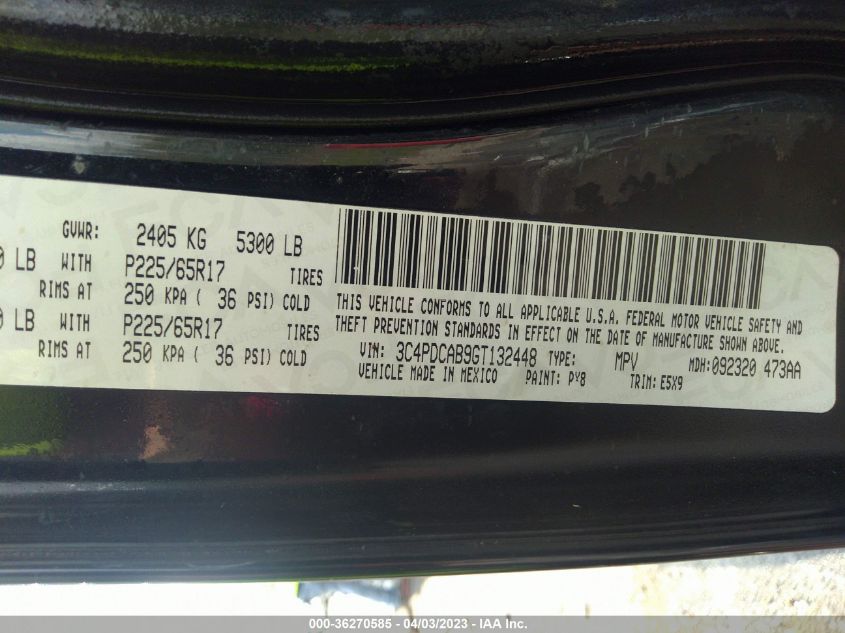 GVWR: 2405 KG 5300 LB
LB WITH P225/65R17 TIRES
RIMS AT 250 KPA ( 36 PSI) COLD
LB WITH P225/65R17 TIRES
RIMS AT 250 KPA ( 36 PSI) COLD
THIS VEHICLE CONFORMS TO ALL APPLICABLE U.S.A. FEDERAL MOTOR VEHICLE SAFETY AND
THEFT PREVENTION STANDARDS IN EFFECT ON THE DATE OF MANUFACTURE SHOWN ABOVE.
VIN: 3C4PDCAB9GT132448 TYPE: MPV MDH:092320 473AA
VEHICLE MADE IN MEXICO PAINT: PY8 TRIM: E5X9
000-36270585 - 04/03/2023 - IAA Inc.